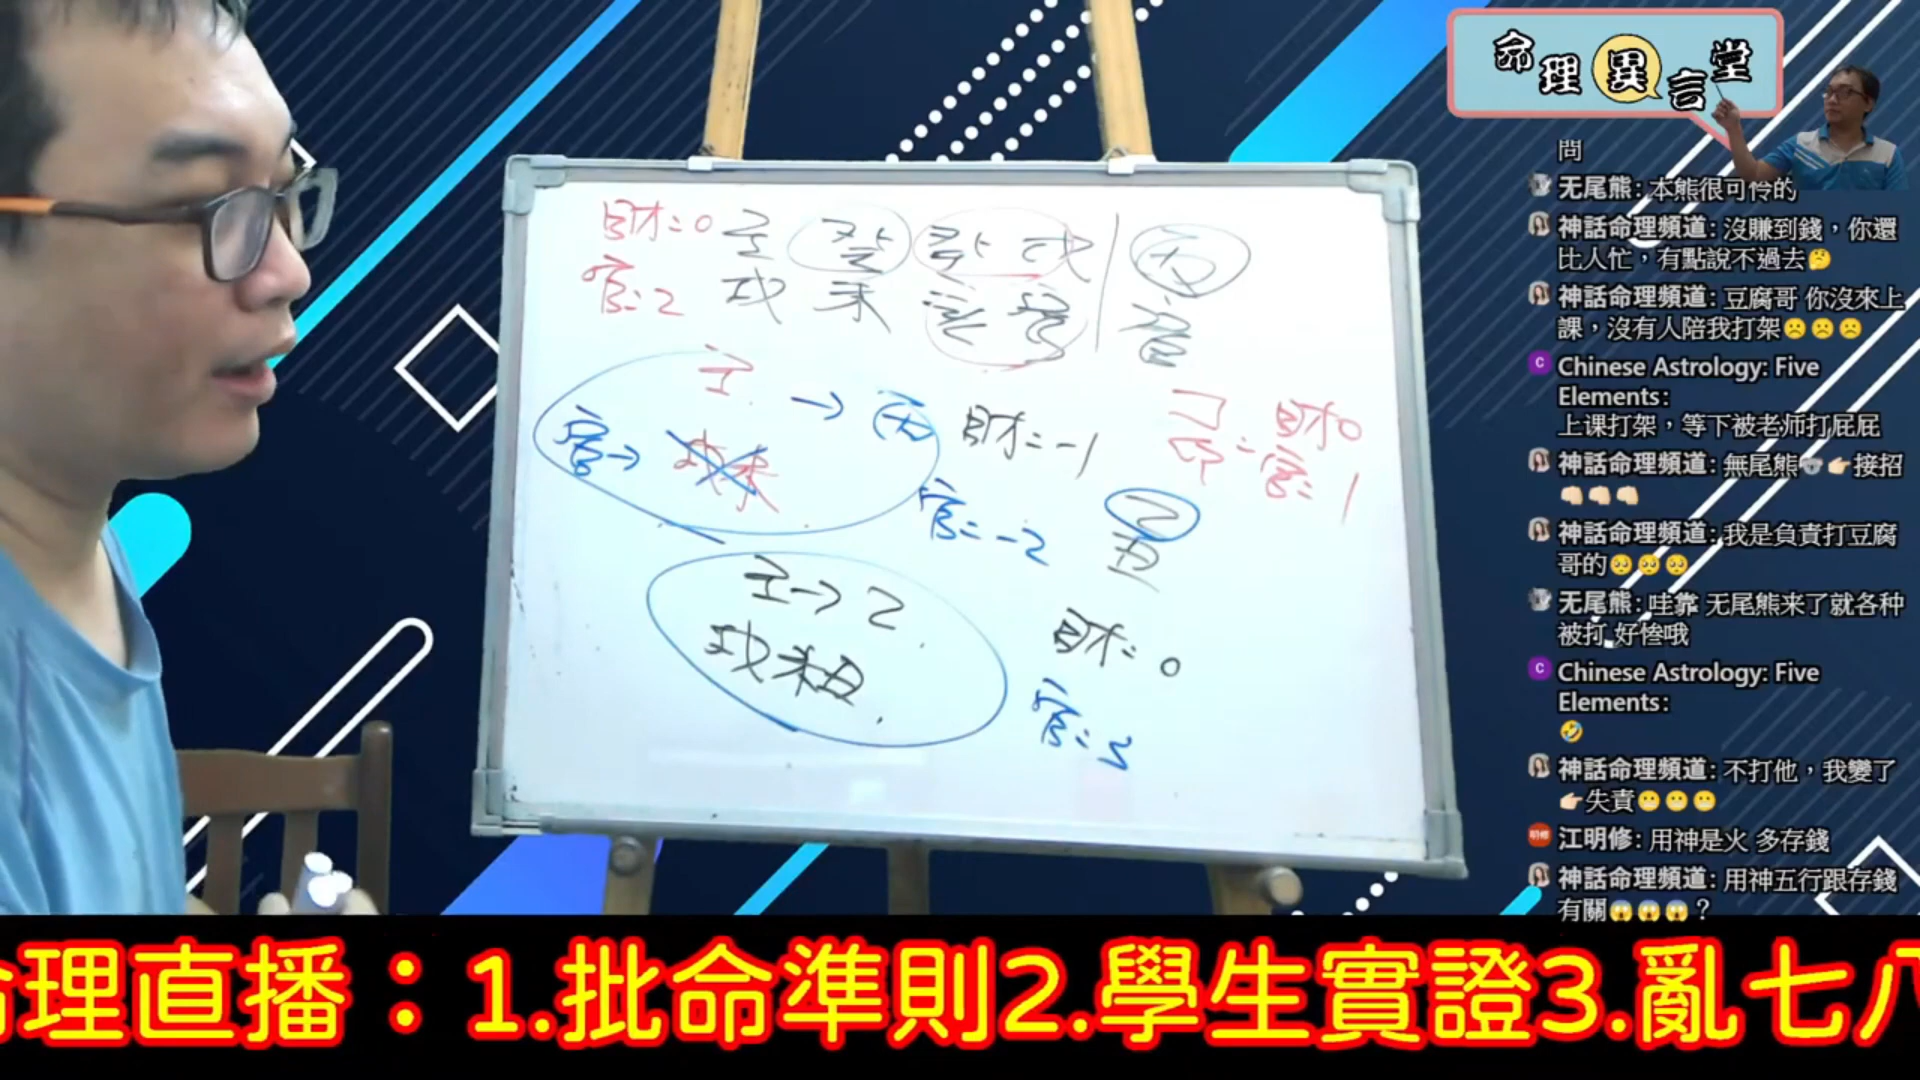 命理異言堂
問
无尾熊: 本熊很可怜的
神話命理頻道: 沒賺到錢，你還
比人忙，有點說不過去🤔
神話命理頻道: 豆腐哥 你沒來上
課，沒有人陪我打架☹️☹️☹️
Chinese Astrology: Five
Elements:
上课打架，等下被老师打屁屁
神話命理頻道: 無尾熊🐨👉🏻接招
👊🏻👊🏻👊🏻
神話命理頻道: 我是負責打豆腐
哥的🥺🥺🥺
无尾熊: 哇靠 无尾熊来了就各种
被打 好惨哦
Chinese Astrology: Five
Elements:
🤣
神話命理頻道: 不打他，我變了
👉🏻失責😬😬😬
江明修: 用神是火 多存錢
神話命理頻道: 用神五行跟存錢
有關😱😱😱？
財=0
官=2
戌 未
財=-1
官=-2
財0
官=1
丑
壬→乙
戌未丑
財=0
官=3
命理直播：1.批命準則2.學生實證3.亂七八